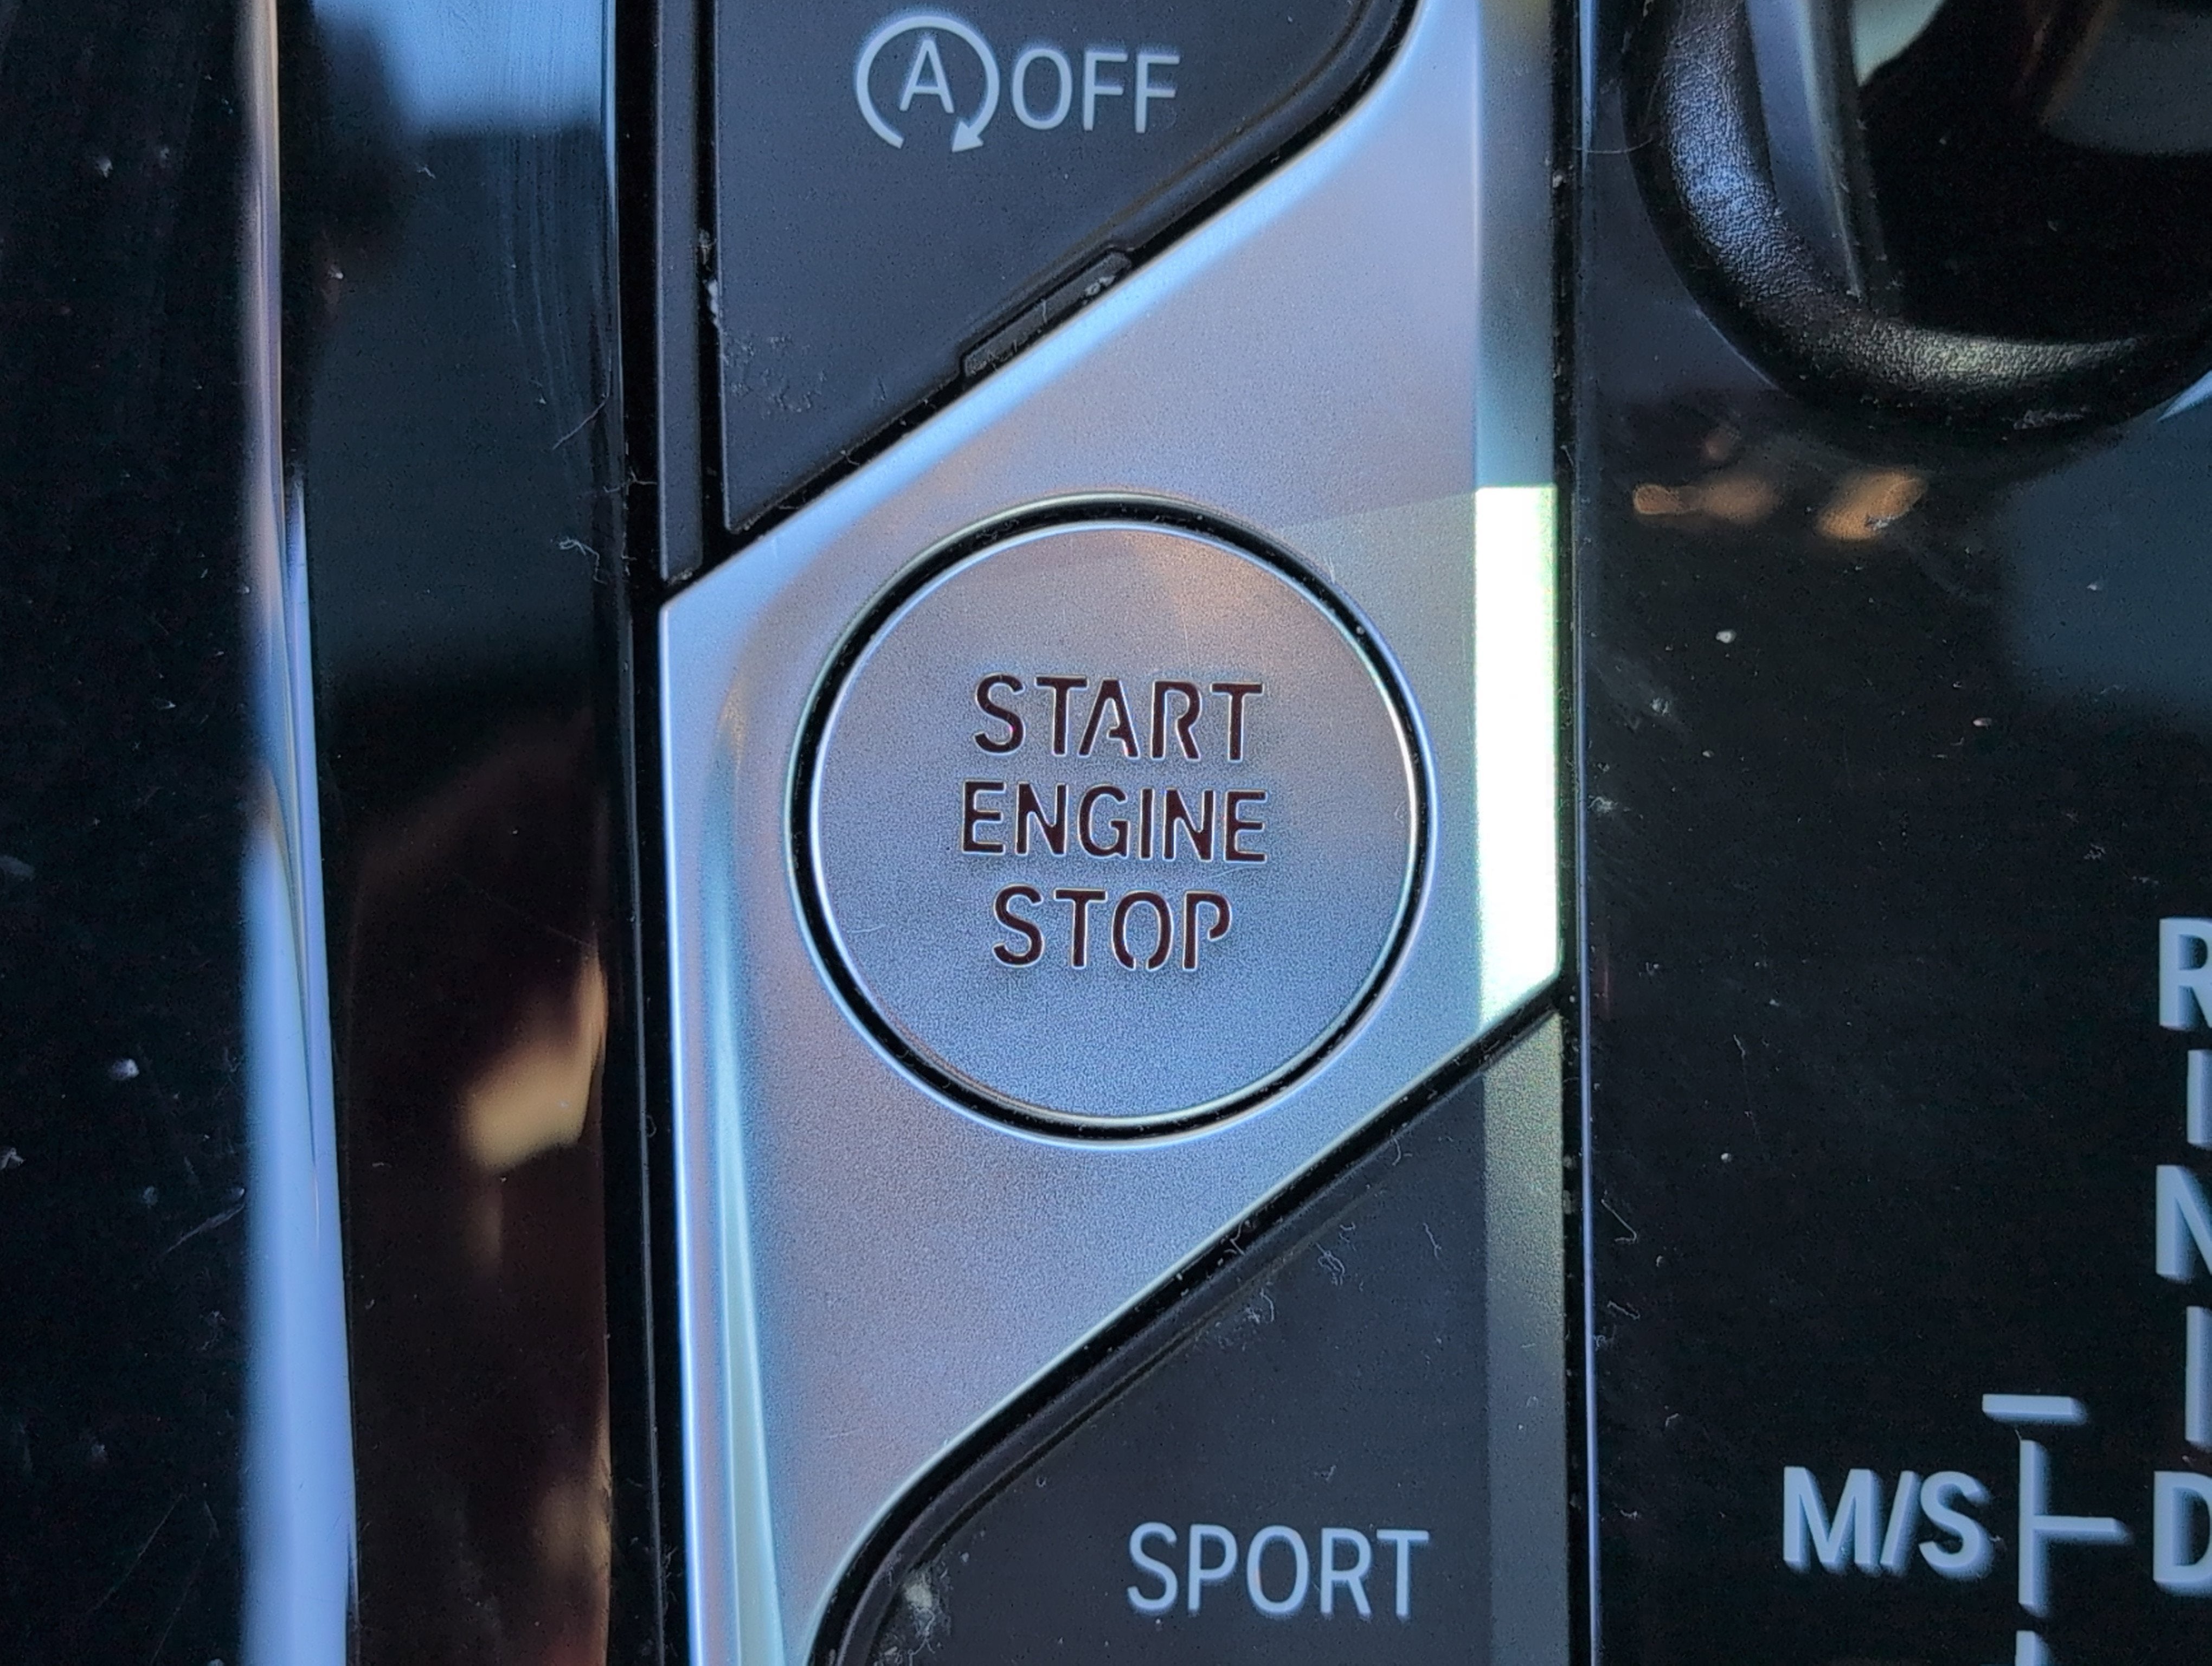 A OFF
START
ENGINE
STOP
R
N
M/S D
SPORT